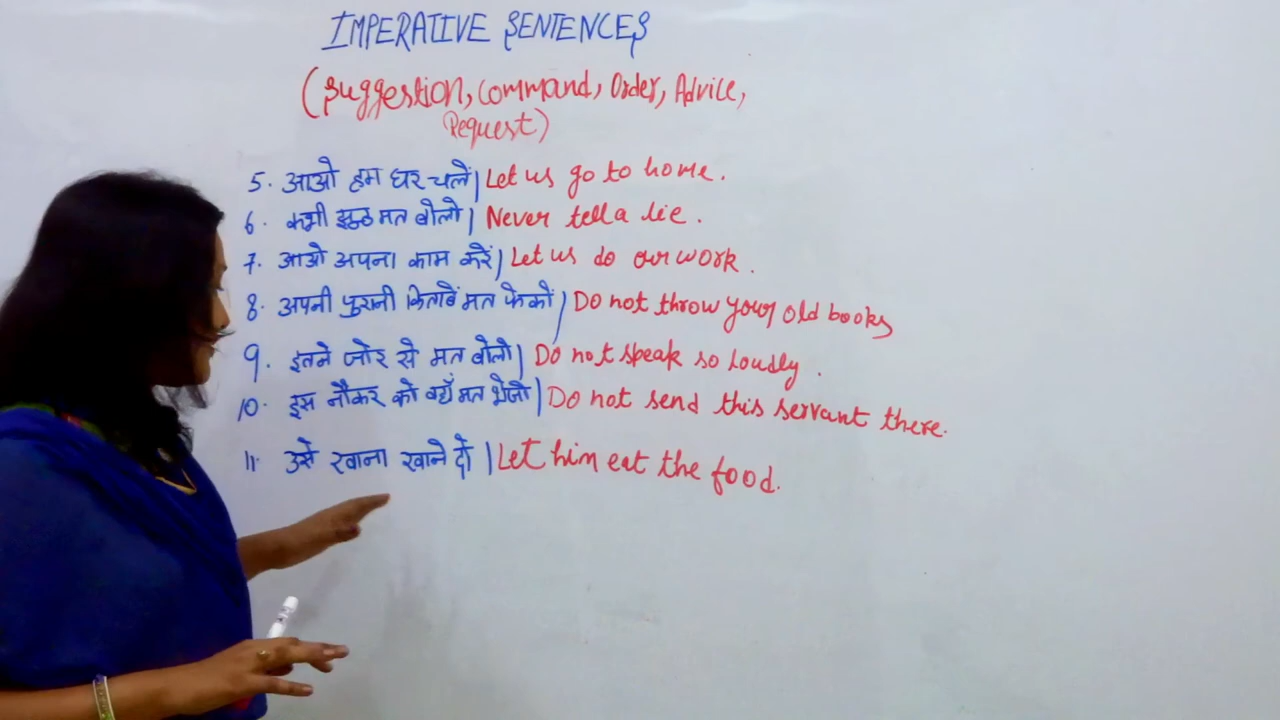 IMPERATIVE SENTENCES
(Suggestion, Command, Order, Advice,
Request)
5. आओ हम घर चलें| Let us go to home.
6. कभी झुठ मत बोलो| Never tell a lie.
7. आओ अपना काम करें| Let us do our work.
8. अपनी पुरानी किताबें मत फेको| Do not throw your old books
9. इतने जोर से मत बोलो| Do not speak so loudly.
10. इस नौकर को वहाँ मत भेजो| Do not send this servant there.
11. उसे खाना खाने दो| Let him eat the food.